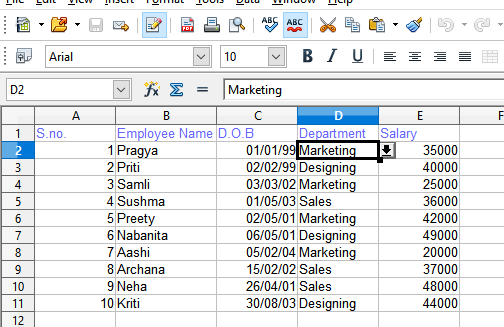 File Edit View Insert Format Tools Data Window Help
Arial 10 B I U
D2 Σ = Marketing
A B C D E F
1 S.no. Employee Name D.O.B Department Salary
2 1 Pragya 01/01/99 Marketing 35000
3 2 Priti 02/02/99 Designing 40000
4 3 Samli 03/03/02 Marketing 25000
5 4 Sushma 01/05/03 Sales 36000
6 5 Preety 02/05/01 Marketing 42000
7 6 Nabanita 06/05/01 Designing 49000
8 7 Aashi 05/02/04 Marketing 20000
9 8 Archana 15/02/02 Sales 37000
10 9 Neha 26/04/01 Sales 48000
11 10 Kriti 30/08/03 Designing 44000
12